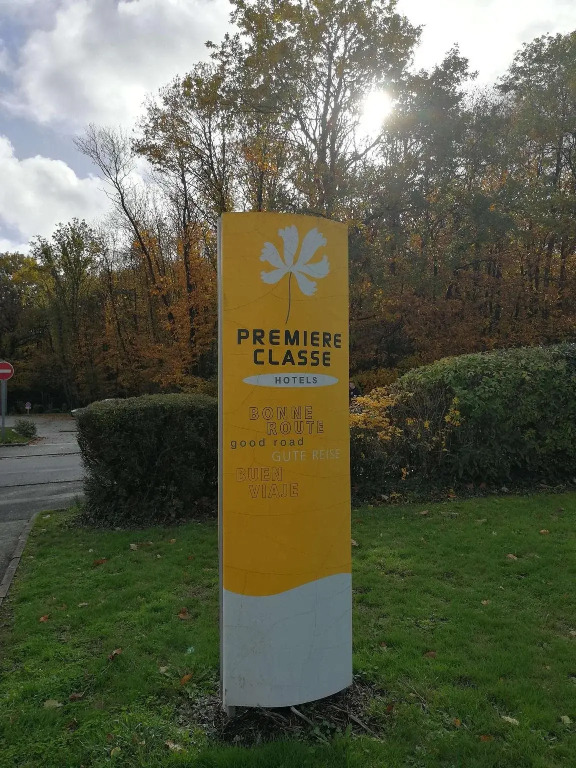 PREMIERE
CLASSE
HOTELS
BONNE
ROUTE
good road
GUTE REISE
BUEN
VIAJE